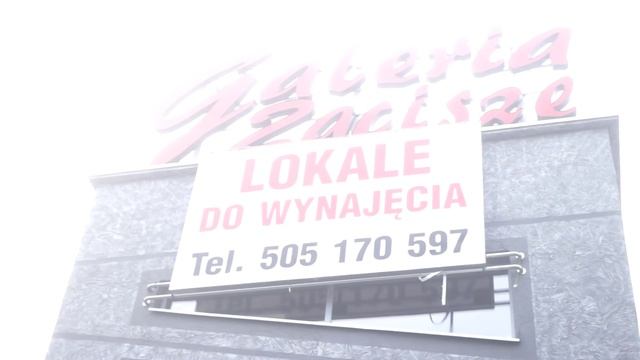 Galeria
Zacisze
LOKALE
DO WYNAJĘCIA
Tel. 505 170 597